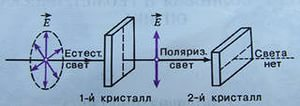 E
E
Естест.
свет
Поляриз.
свет
Света
нет
1-й кристалл
2-й кристалл